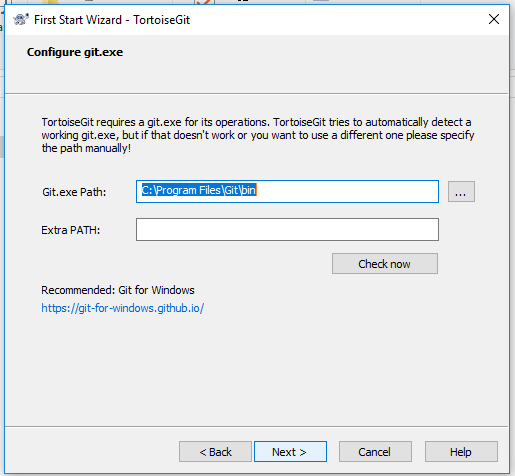 First Start Wizard - TortoiseGit
Configure git.exe
TortoiseGit requires a git.exe for its operations. TortoiseGit tries to automatically detect a
working git.exe, but if that doesn't work or you want to use a different one please specify
the path manually!
Git.exe Path:
C:\Program Files\Git\bin
...
Extra PATH:
Check now
Recommended: Git for Windows
https://git-for-windows.github.io/
< Back
Next >
Cancel
Help